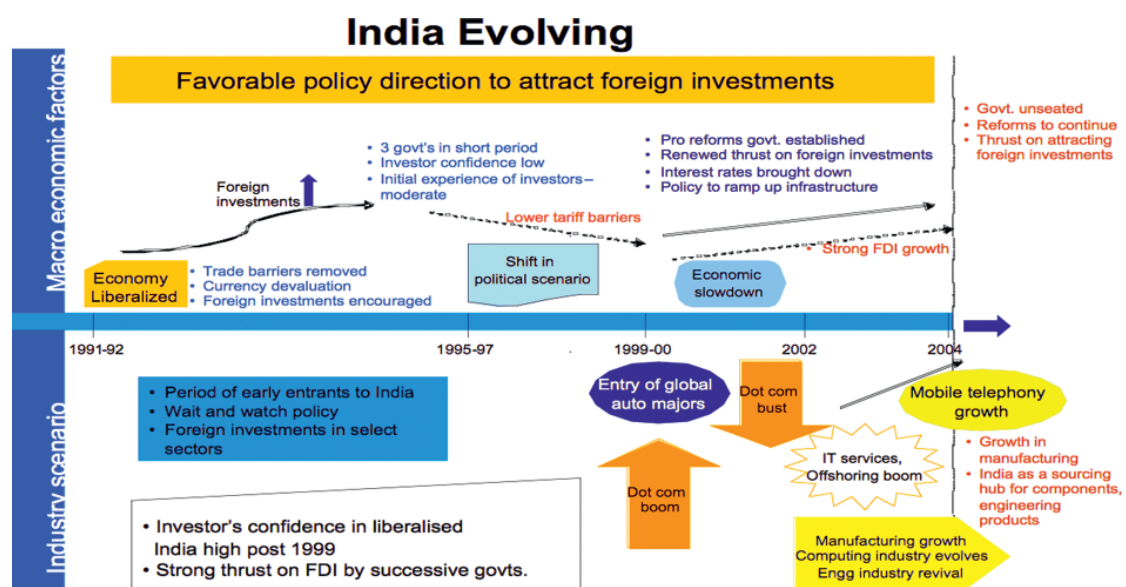 India Evolving
Macro economic factors
Favorable policy direction to attract foreign investments
• Govt. unseated
• Reforms to continue
• Thrust on attracting
foreign investments
• 3 govt's in short period
• Investor confidence low
• Initial experience of investors–
moderate
• Pro reforms govt. established
• Renewed thrust on foreign investments
• Interest rates brought down
• Policy to ramp up infrastructure
Foreign
investments
Lower tariff barriers
• Strong FDI growth
Economy
Liberalized
• Trade barriers removed
• Currency devaluation
• Foreign investments encouraged
Shift in
political scenario
Economic
slowdown
1991-92
1995-97
1999-00
2002
2004
Industry scenario
• Period of early entrants to India
• Wait and watch policy
• Foreign investments in select
sectors
Entry of global
auto majors
Dot com
bust
Mobile telephony
growth
IT services,
Offshoring boom
• Growth in
manufacturing
• India as a sourcing
hub for components,
engineering
products
Dot com
boom
• Investor's confidence in liberalised
India high post 1999
• Strong thrust on FDI by successive govts.
Manufacturing growth
Computing industry evolves
Engg industry revival